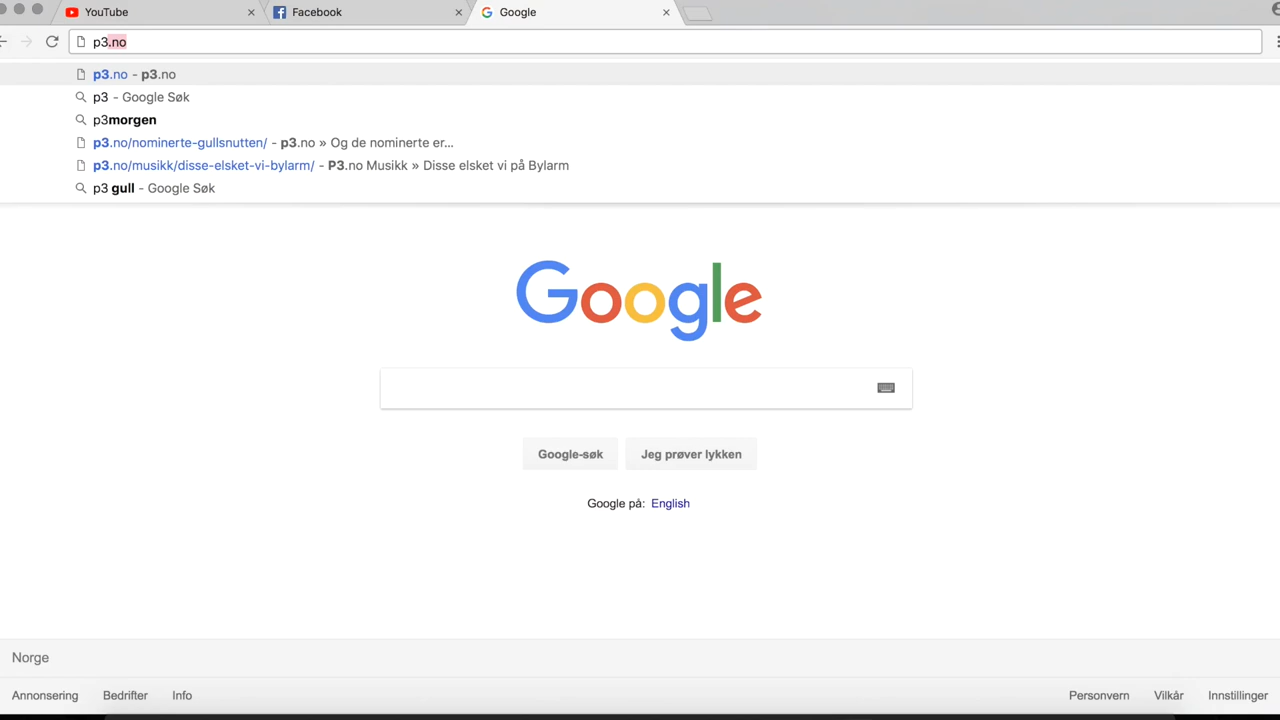 YouTube
Facebook
Google
p3.no
p3.no - p3.no
p3 - Google Søk
p3morgen
p3.no/nominerte-gullsnutten/ - p3.no » Og de nominerte er...
p3.no/musikk/disse-elsket-vi-bylarm/ - P3.no Musikk » Disse elsket vi på Bylarm
p3 gull - Google Søk
Google
Google-søk
Jeg prøver lykken
Google på: English
Norge
Annonsering
Bedrifter
Info
Personvern
Vilkår
Innstillinger